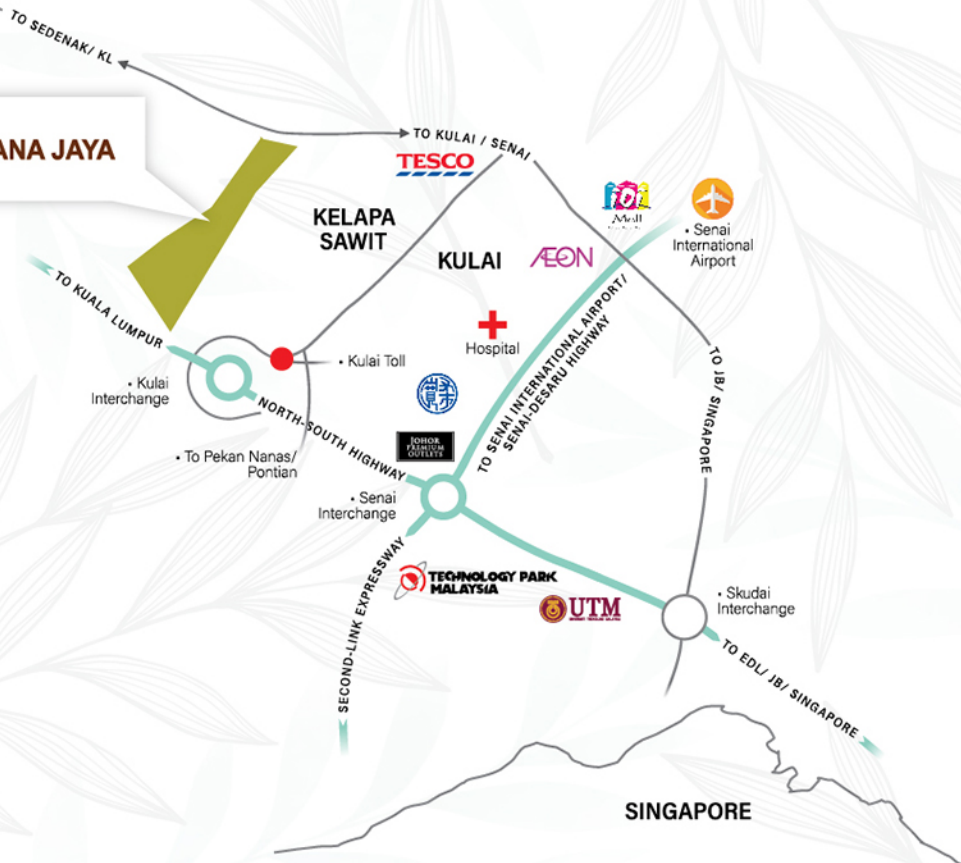 TO SEDENAK/ KL
ANA JAYA
TO KULAI / SENAI
TESCO
KELAPA
SAWIT
KULAI
AEON
ioi
Mall
• Senai
International
Airport
TO KUALA LUMPUR
TO SENAI INTERNATIONAL AIRPORT/
SENAI-DESARU HIGHWAY
Hospital
• Kulai Toll
• Kulai
Interchange
TO JB/ SINGAPORE
NORTH-SOUTH HIGHWAY
JOHOR
PREMIUM
OUTLETS
• To Pekan Nanas/
Pontian
• Senai
Interchange
SECOND-LINK EXPRESSWAY
TECHNOLOGY PARK
MALAYSIA
UTM
• Skudai
Interchange
TO EDL/ JB/ SINGAPORE
SINGAPORE